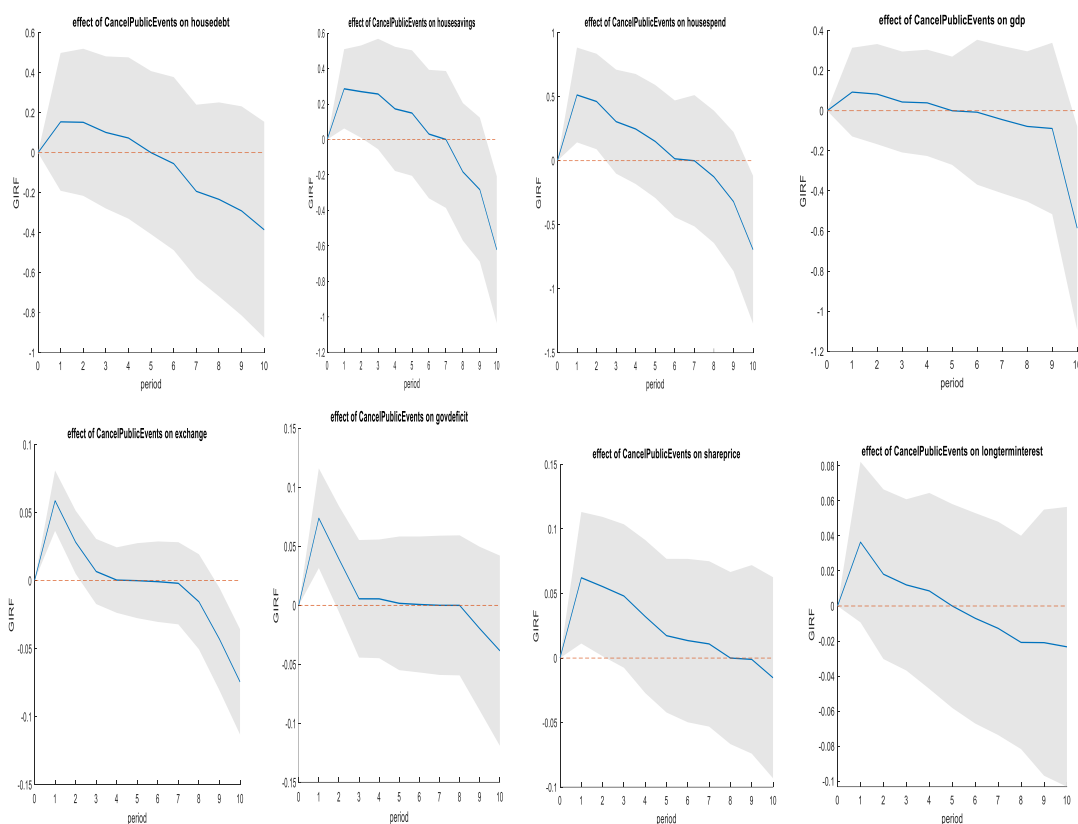 effect of CancelPublicEvents on housedebt
0.6
0.4
0.2
0
-0.2
-0.4
-0.6
-0.8
-1
GIRF
0 1 2 3 4 5 6 7 8 9 10
period
effect of CancelPublicEvents on housesavings
0.6
0.4
0.2
0
-0.2
-0.4
-0.6
-0.8
-1
-1.2
GIRF
0 1 2 3 4 5 6 7 8 9 10
period
effect of CancelPublicEvents on housespend
1
0.5
0
-0.5
-1
-1.5
GIRF
0 1 2 3 4 5 6 7 8 9 10
period
effect of CancelPublicEvents on gdp
0.4
0.2
0
-0.2
-0.4
-0.6
-0.8
-1
-1.2
GIRF
0 1 2 3 4 5 6 7 8 9 10
period
effect of CancelPublicEvents on exchange
0.1
0.05
0
-0.05
-0.1
-0.15
GIRF
0 1 2 3 4 5 6 7 8 9 10
period
effect of CancelPublicEvents on govdeficit
0.15
0.1
0.05
0
-0.05
-0.1
-0.15
GIRF
0 1 2 3 4 5 6 7 8 9 10
period
effect of CancelPublicEvents on shareprice
0.15
0.1
0.05
0
-0.05
-0.1
GIRF
0 1 2 3 4 5 6 7 8 9 10
period
effect of CancelPublicEvents on longterminterest
0.08
0.06
0.04
0.02
0
-0.02
-0.04
-0.06
-0.08
-0.1
GIRF
0 1 2 3 4 5 6 7 8 9 10
period